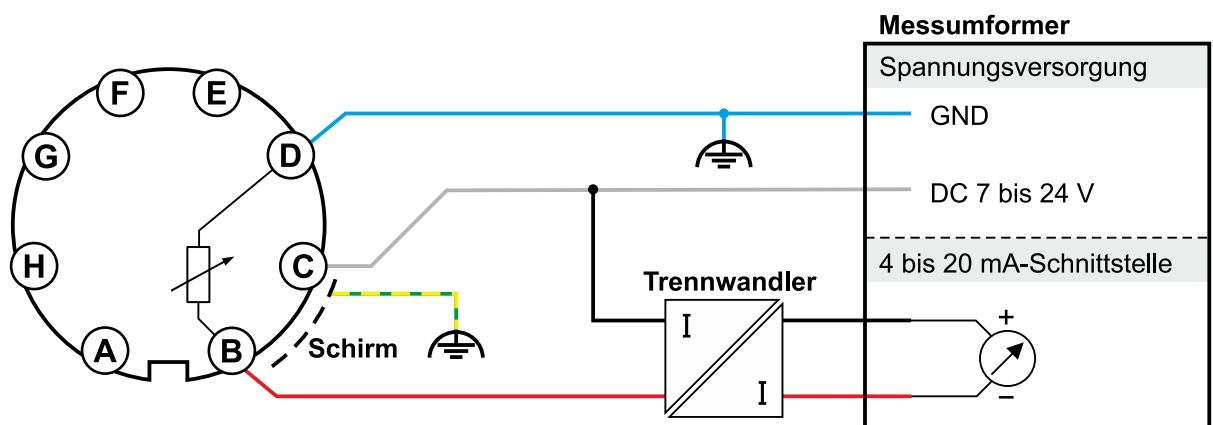 Messumformer
Spannungsversorgung
F
E
GND
G
D
DC 7 bis 24 V
H
C
4 bis 20 mA-Schnittstelle
Trennwandler
I
+
A
B
Schirm
I
−